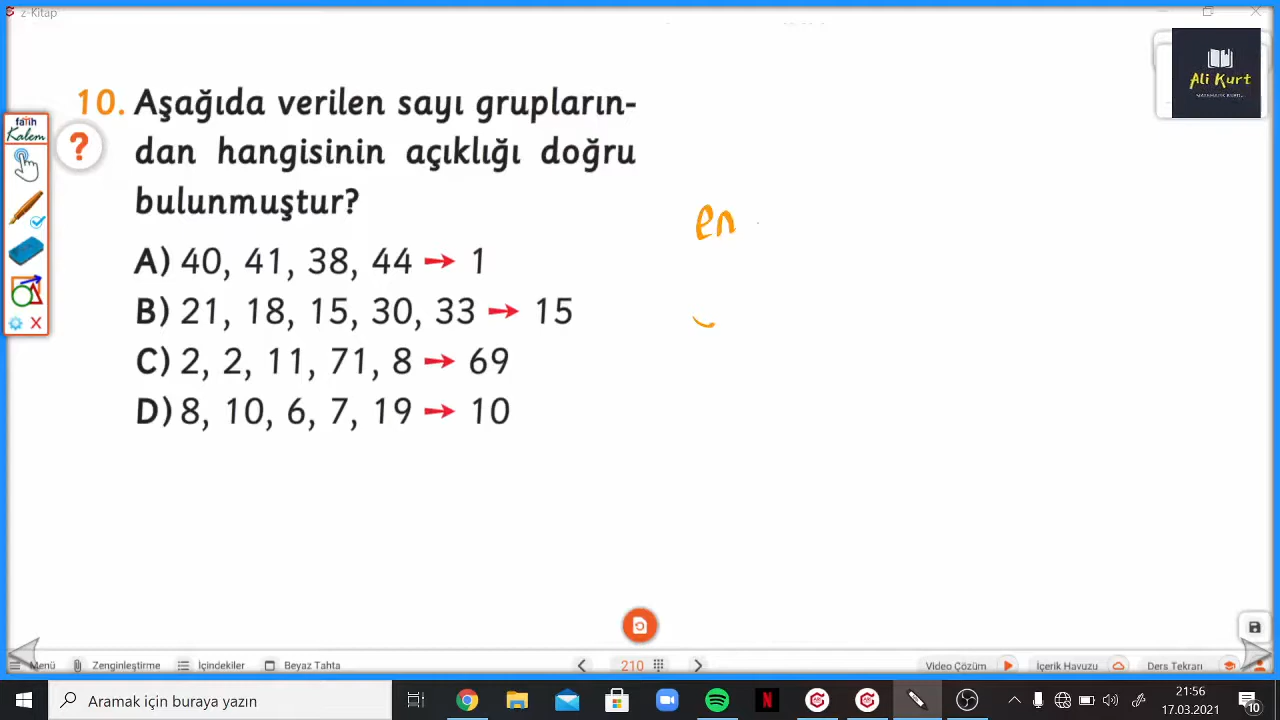 z-Kitap
Ali Kurt
fatih
Kalem
10. Aşağıda verilen sayı grupların-
dan hangisinin açıklığı doğru
bulunmuştur?
en
A) 40, 41, 38, 44 → 1
B) 21, 18, 15, 30, 33 → 15
C) 2, 2, 11, 71, 8 → 69
D) 8, 10, 6, 7, 19 → 10
Menü Zenginleştirme İçindekiler Beyaz Tahta 210 Video Çözüm İçerik Havuzu Ders Tekrarı
Aramak için buraya yazın
21:56
17.03.2021
10